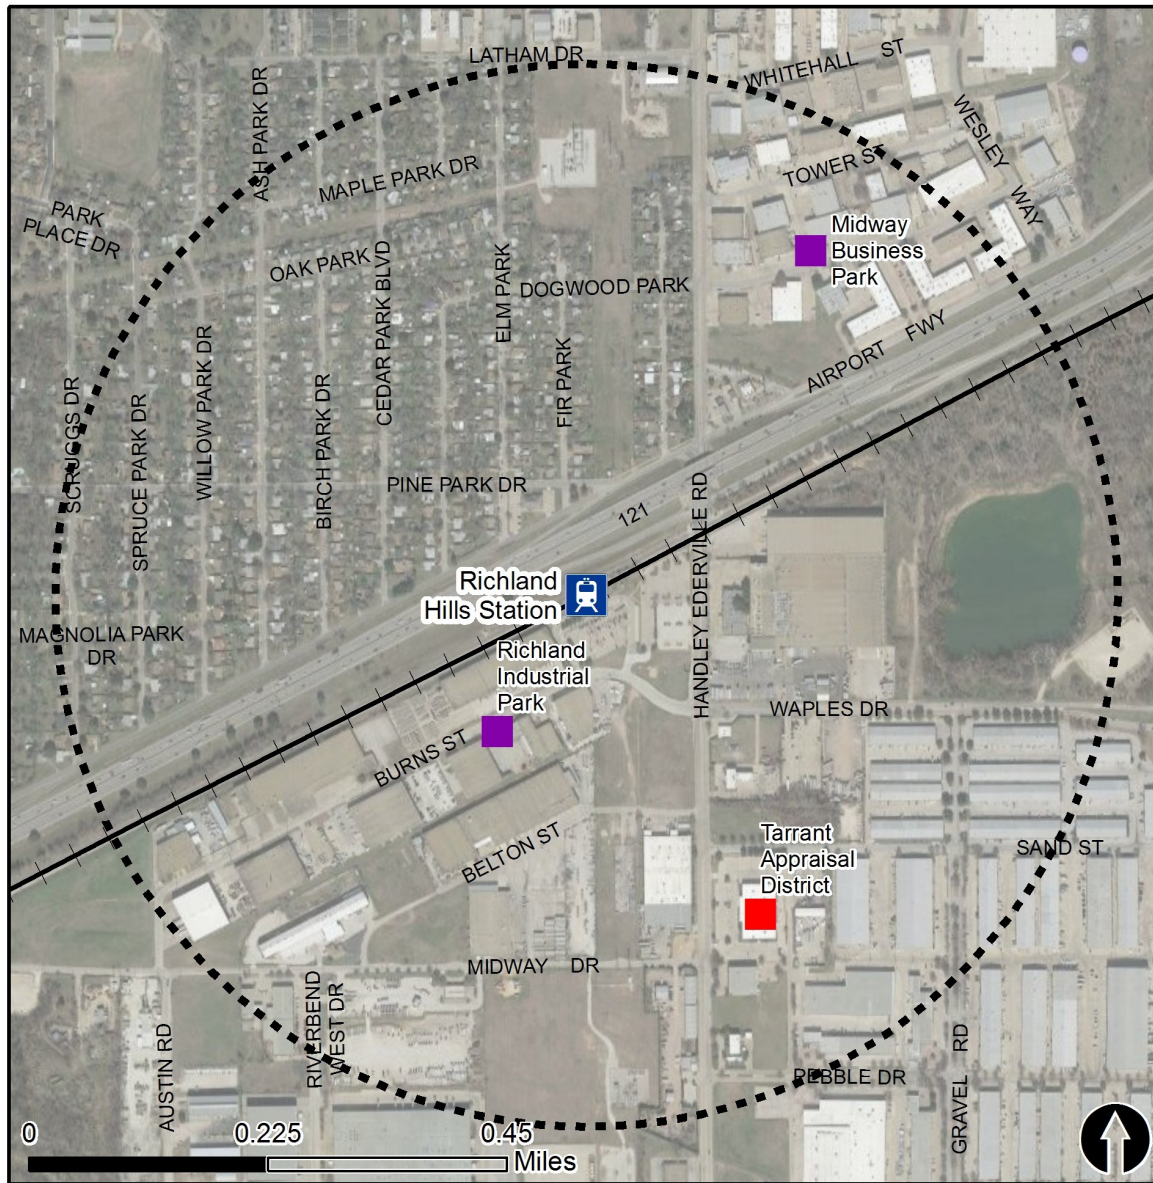 LATHAM DR
WHITEHALL ST
ASH PARK DR
WESLEY WAY
MAPLE PARK DR
TOWER ST
PARK
PLACE DR
Midway
Business
Park
OAK PARK
CEDAR PARK BLVD
ELM PARK
DOGWOOD PARK
AIRPORT FWY
SCRUGGS DR
SPRUCE PARK DR
WILLOW PARK DR
BIRCH PARK DR
FIR PARK
PINE PARK DR
121
HANDLEY EDERVILLE RD
Richland
Hills Station
MAGNOLIA PARK
DR
Richland
Industrial
Park
WAPLES DR
BURNS ST
BELTON ST
Tarrant
Appraisal
District
SAND ST
MIDWAY DR
AUSTIN RD
RIVERBEND
WEST DR
PEBBLE DR
GRAVEL RD
0 0.225 0.45
Miles